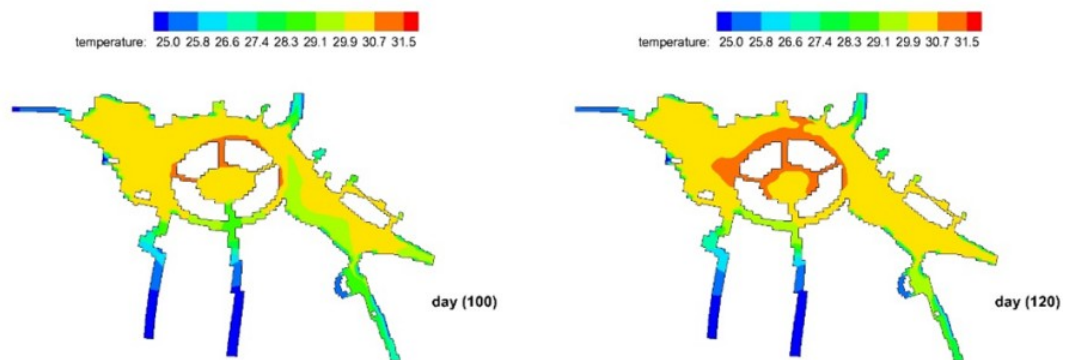 temperature: 25.0 25.8 26.6 27.4 28.3 29.1 29.9 30.7 31.5
day (100)
temperature: 25.0 25.8 26.6 27.4 28.3 29.1 29.9 30.7 31.5
day (120)